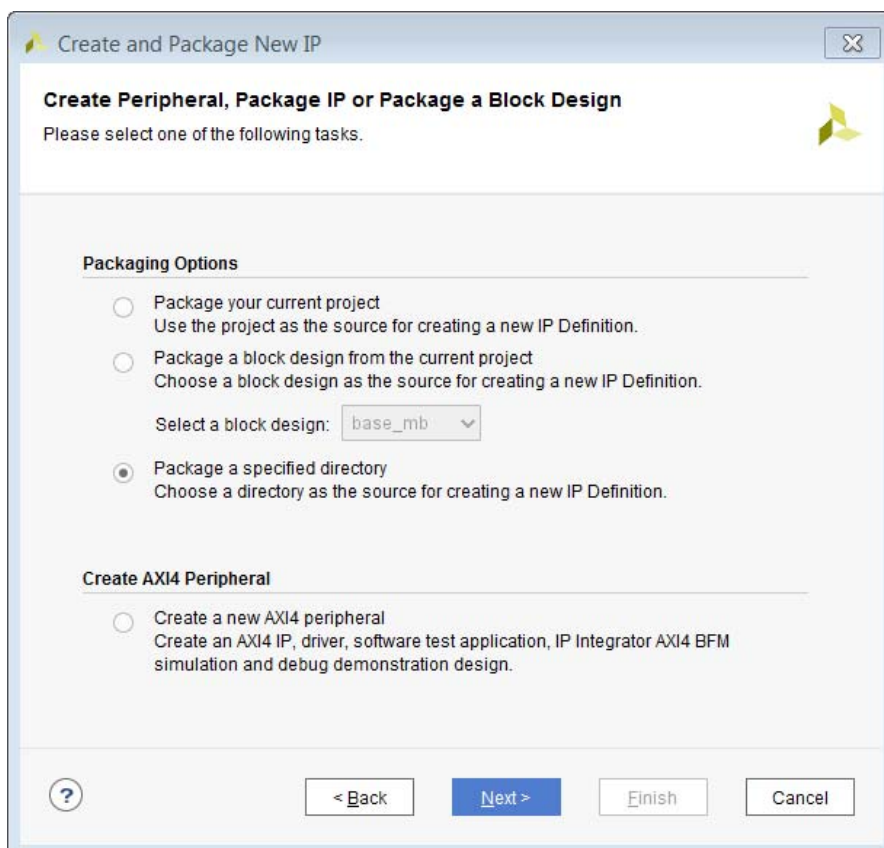 Create and Package New IP
Create Peripheral, Package IP or Package a Block Design
Please select one of the following tasks.
Packaging Options
Package your current project
Use the project as the source for creating a new IP Definition.
Package a block design from the current project
Choose a block design as the source for creating a new IP Definition.
Select a block design: base_mb
Package a specified directory
Choose a directory as the source for creating a new IP Definition.
Create AXI4 Peripheral
Create a new AXI4 peripheral
Create an AXI4 IP, driver, software test application, IP Integrator AXI4 BFM
simulation and debug demonstration design.
? < Back Next > Finish Cancel